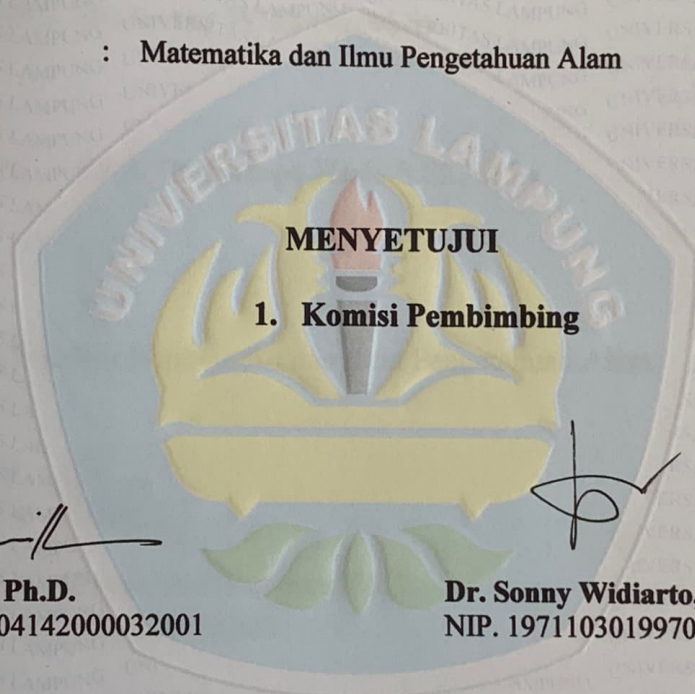 : Matematika dan Ilmu Pengetahuan Alam
UNIVERSITAS LAMPUNG
MENYETUJUI
1. Komisi Pembimbing
Ph.D.
04142000032001
Dr. Sonny Widiarto
NIP. 1971103019970